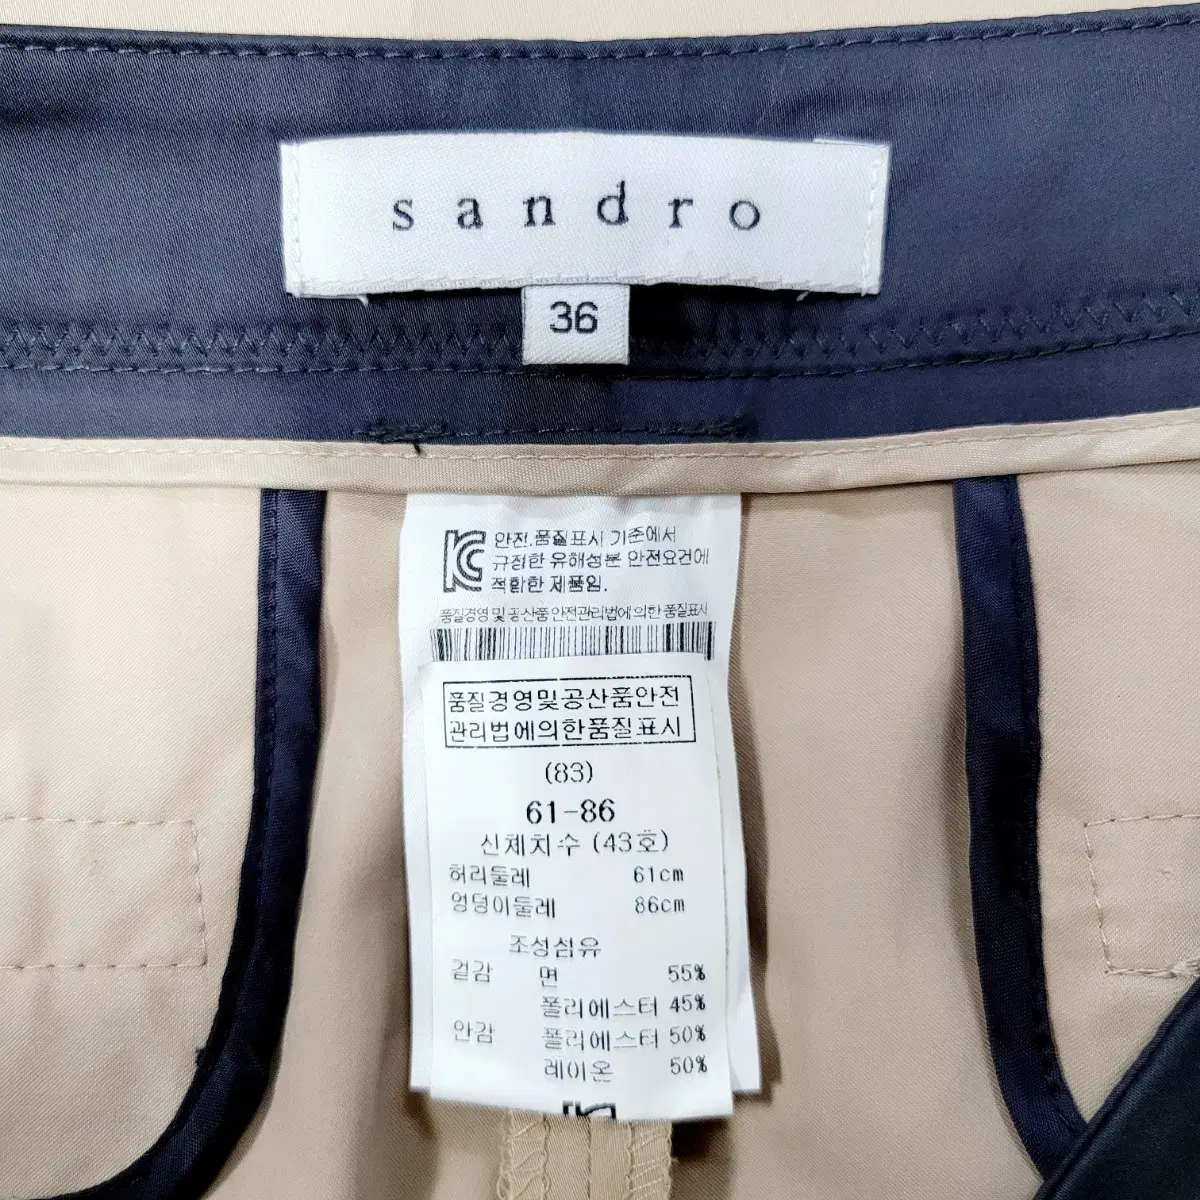 sandro
36
KC 안전.품질표시 기준에서
규정한 유해성분 안전요건에
적합한 제품임.
품질경영 및 공산품 안전관리법에 의한 품질표시
품질경영및공산품안전
관리법에의한품질표시
(83)
61-86
신체치수 (43호)
허리둘레 61cm
엉덩이둘레 86cm
조성섬유
겉감 면 55%
폴리에스터 45%
안감 폴리에스터 50%
레이온 50%